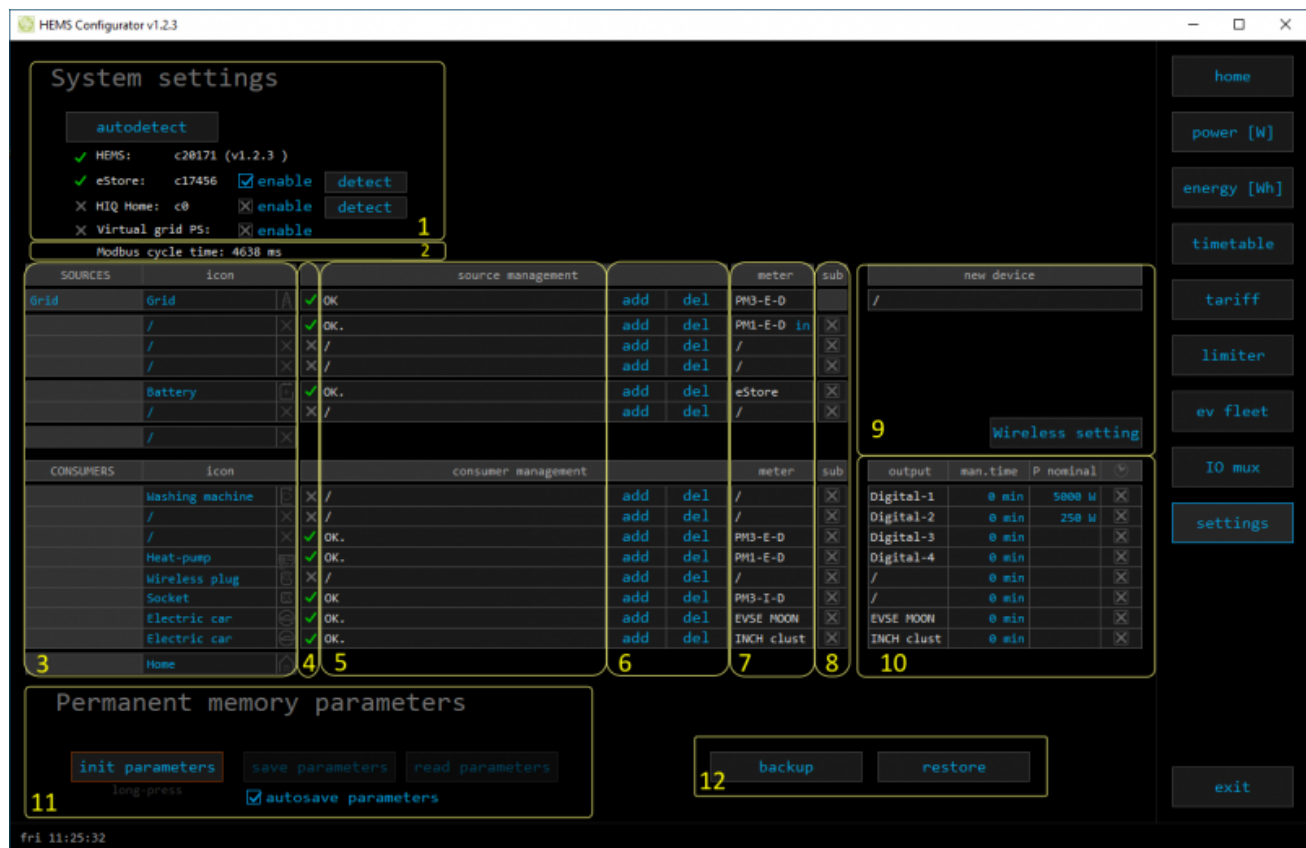 HEMS Configurator v1.2.3
System settings
home
autodetect
power [W]
HEMS: c20171 (v1.2.3 )
eStore: c17456 enable detect
energy [Wh]
HIQ Home: c0 enable detect
Virtual grid PS: enable 1
timetable
Modbus cycle time: 4638 ms 2
SOURCES icon source management meter sub new device
Grid Grid OK add del PM3-E-D /
tariff
/ OK. add del PM1-E-D in
/ / add del /
/ / add del /
limiter
Battery OK. add del eStore
/ / add del /
ev fleet
/ 9 Wireless setting
CONSUMERS icon consumer management meter sub output man.time P nominal
IO mux
Washing machine / add del / Digital-1 0 min 5000 W
/ / add del / Digital-2 0 min 250 W
settings
/ OK. add del PM3-E-D Digital-3 0 min
Heat-pump OK. add del PM1-E-D Digital-4 0 min
Wireless plug / add del / / 0 min
Socket OK add del PM3-I-D / 0 min
Electric car OK. add del EVSE MOON EVSE MOON 0 min
Electric car OK. add del INCH clust INCH clust 0 min
3 Home 4 5 6 7 8 10
Permanent memory parameters
init parameters save parameters read parameters
long-press
autosave parameters
11
backup restore
12
exit
fri 11:25:32